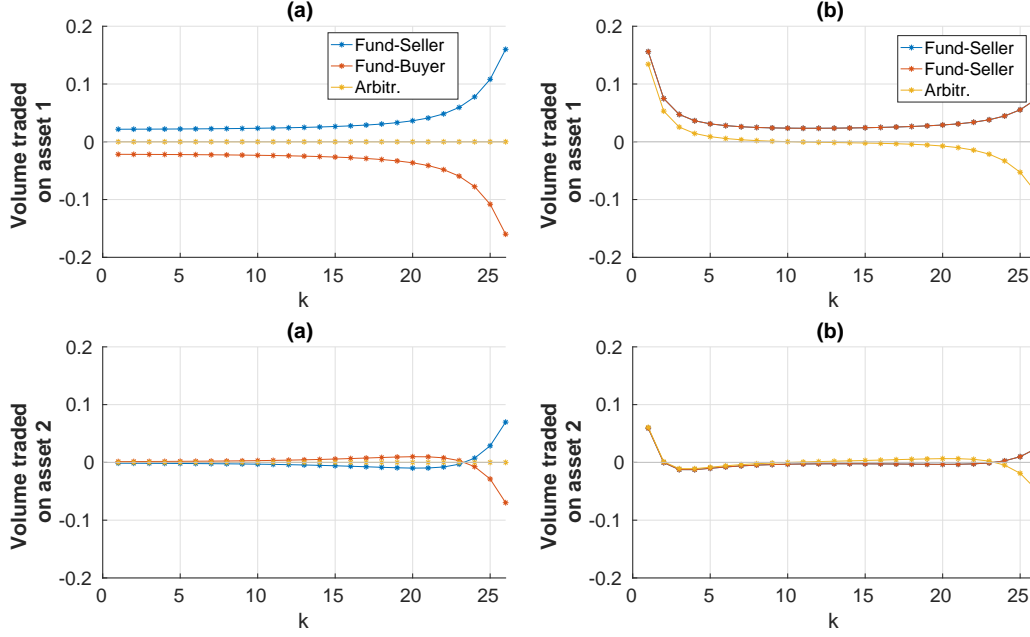 (a)
Volume traded
on asset 1
0.2
0.1
0
-0.1
-0.2
0 5 10 15 20 25
k
Fund-Seller
Fund-Buyer
Arbitr.
(b)
Volume traded
on asset 1
0.2
0.1
0
-0.1
-0.2
0 5 10 15 20 25
k
Fund-Seller
Fund-Seller
Arbitr.
(a)
Volume traded
on asset 2
0.2
0.1
0
-0.1
-0.2
0 5 10 15 20 25
k
(b)
Volume traded
on asset 2
0.2
0.1
0
-0.1
-0.2
0 5 10 15 20 25
k